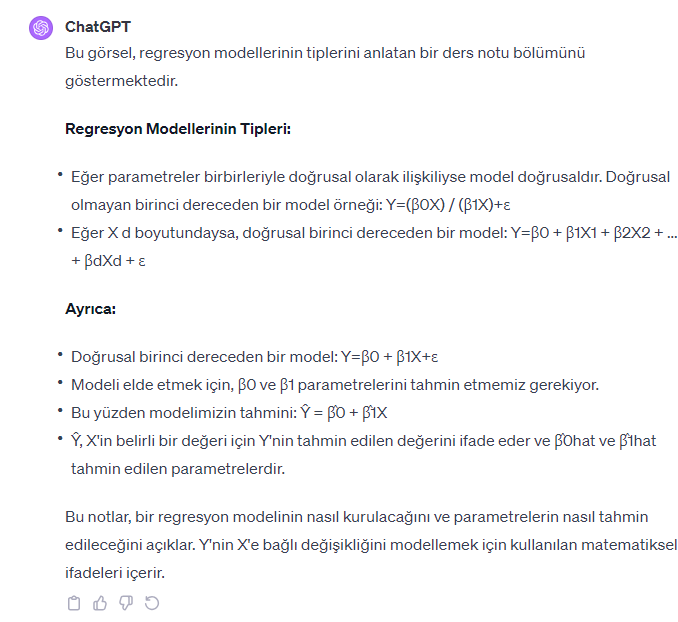 ChatGPT
Bu görsel, regresyon modellerinin tiplerini anlatan bir ders notu bölümünü
göstermektedir.
Regresyon Modellerinin Tipleri:
• Eğer parametreler birbirleriyle doğrusal olarak ilişkiliyse model doğrusaldır. Doğrusal
olmayan birinci dereceden bir model örneği: Y=(β0X) / (β1X)+ε
• Eğer X d boyutundaysa, doğrusal birinci dereceden bir model: Y=β0 + β1X1 + β2X2 + ...
+ βdXd + ε
Ayrıca:
• Doğrusal birinci dereceden bir model: Y=β0 + β1X+ε
• Modeli elde etmek için, β0 ve β1 parametrelerini tahmin etmemiz gerekiyor.
• Bu yüzden modelimizin tahmini: Ŷ = β̂0 + β̂1X
• Ŷ, X'in belirli bir değeri için Y'nin tahmin edilen değerini ifade eder ve β̂0hat ve β̂1hat
tahmin edilen parametrelerdir.
Bu notlar, bir regresyon modelinin nasıl kurulacağını ve parametrelerin nasıl tahmin
edileceğini açıklar. Y'nin X'e bağlı değişikliğini modellemek için kullanılan matematiksel
ifadeleri içerir.